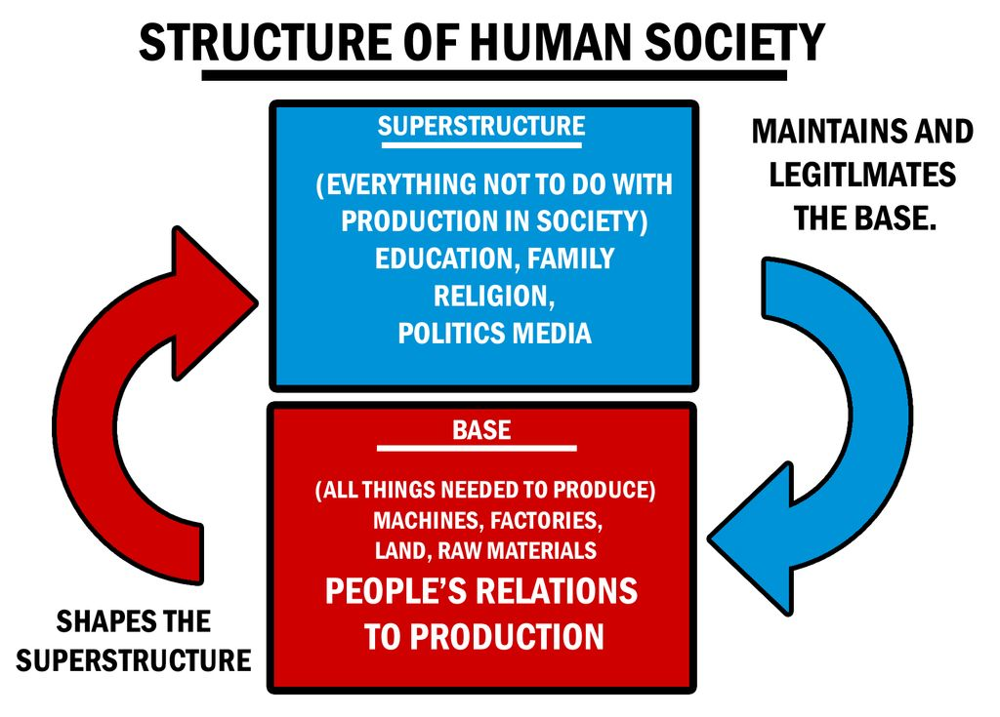 STRUCTURE OF HUMAN SOCIETY
SUPERSTRUCTURE
(EVERYTHING NOT TO DO WITH
PRODUCTION IN SOCIETY)
EDUCATION, FAMILY
RELIGION,
POLITICS MEDIA
MAINTAINS AND
LEGITLMATES
THE BASE.
BASE
(ALL THINGS NEEDED TO PRODUCE)
MACHINES, FACTORIES,
LAND, RAW MATERIALS
PEOPLE’S RELATIONS
TO PRODUCTION
SHAPES THE
SUPERSTRUCTURE